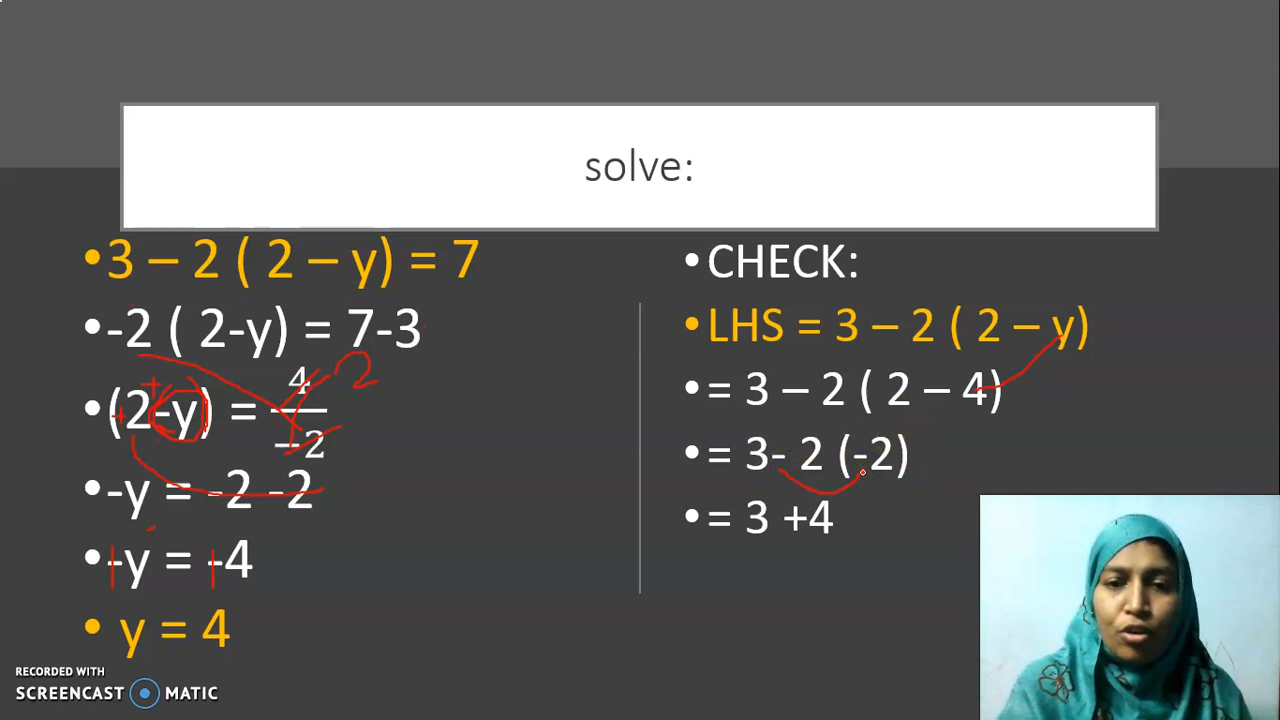 solve:
•3 – 2 ( 2 – y) = 7
•-2 ( 2-y) = 7-3
•(2-y) = 4/−2
•-y = -2 -2
•-y = -4
• y = 4
•CHECK:
•LHS = 3 – 2 ( 2 – y)
•= 3 – 2 ( 2 – 4)
•= 3- 2 (-2)
•= 3 +4
+
+
-2
RECORDED WITH
SCREENCAST MATIC